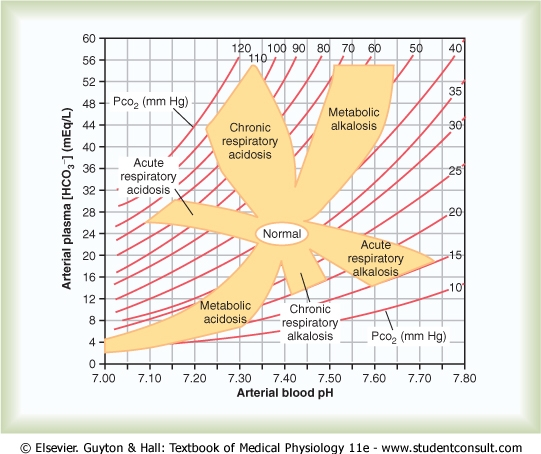 60
56
52
48
44
40
36
32
28
24
20
16
12
8
4
0
Arterial plasma [HCO₃⁻] (mEq/L)
120 100 90 80 70 60 50 40
110
35
30
25
20
15
10
Pco₂ (mm Hg)
Chronic
respiratory
acidosis
Metabolic
alkalosis
Acute
respiratory
acidosis
Normal
Acute
respiratory
alkalosis
Metabolic
acidosis
Chronic
respiratory
alkalosis
Pco₂ (mm Hg)
7.00 7.10 7.20 7.30 7.40 7.50 7.60 7.70 7.80
Arterial blood pH
© Elsevier. Guyton & Hall: Textbook of Medical Physiology 11e - www.studentconsult.com